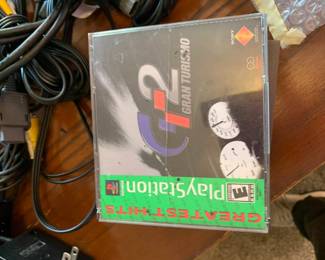 GT2
GRAN TURISMO
E
PlayStation
GREATEST HITS